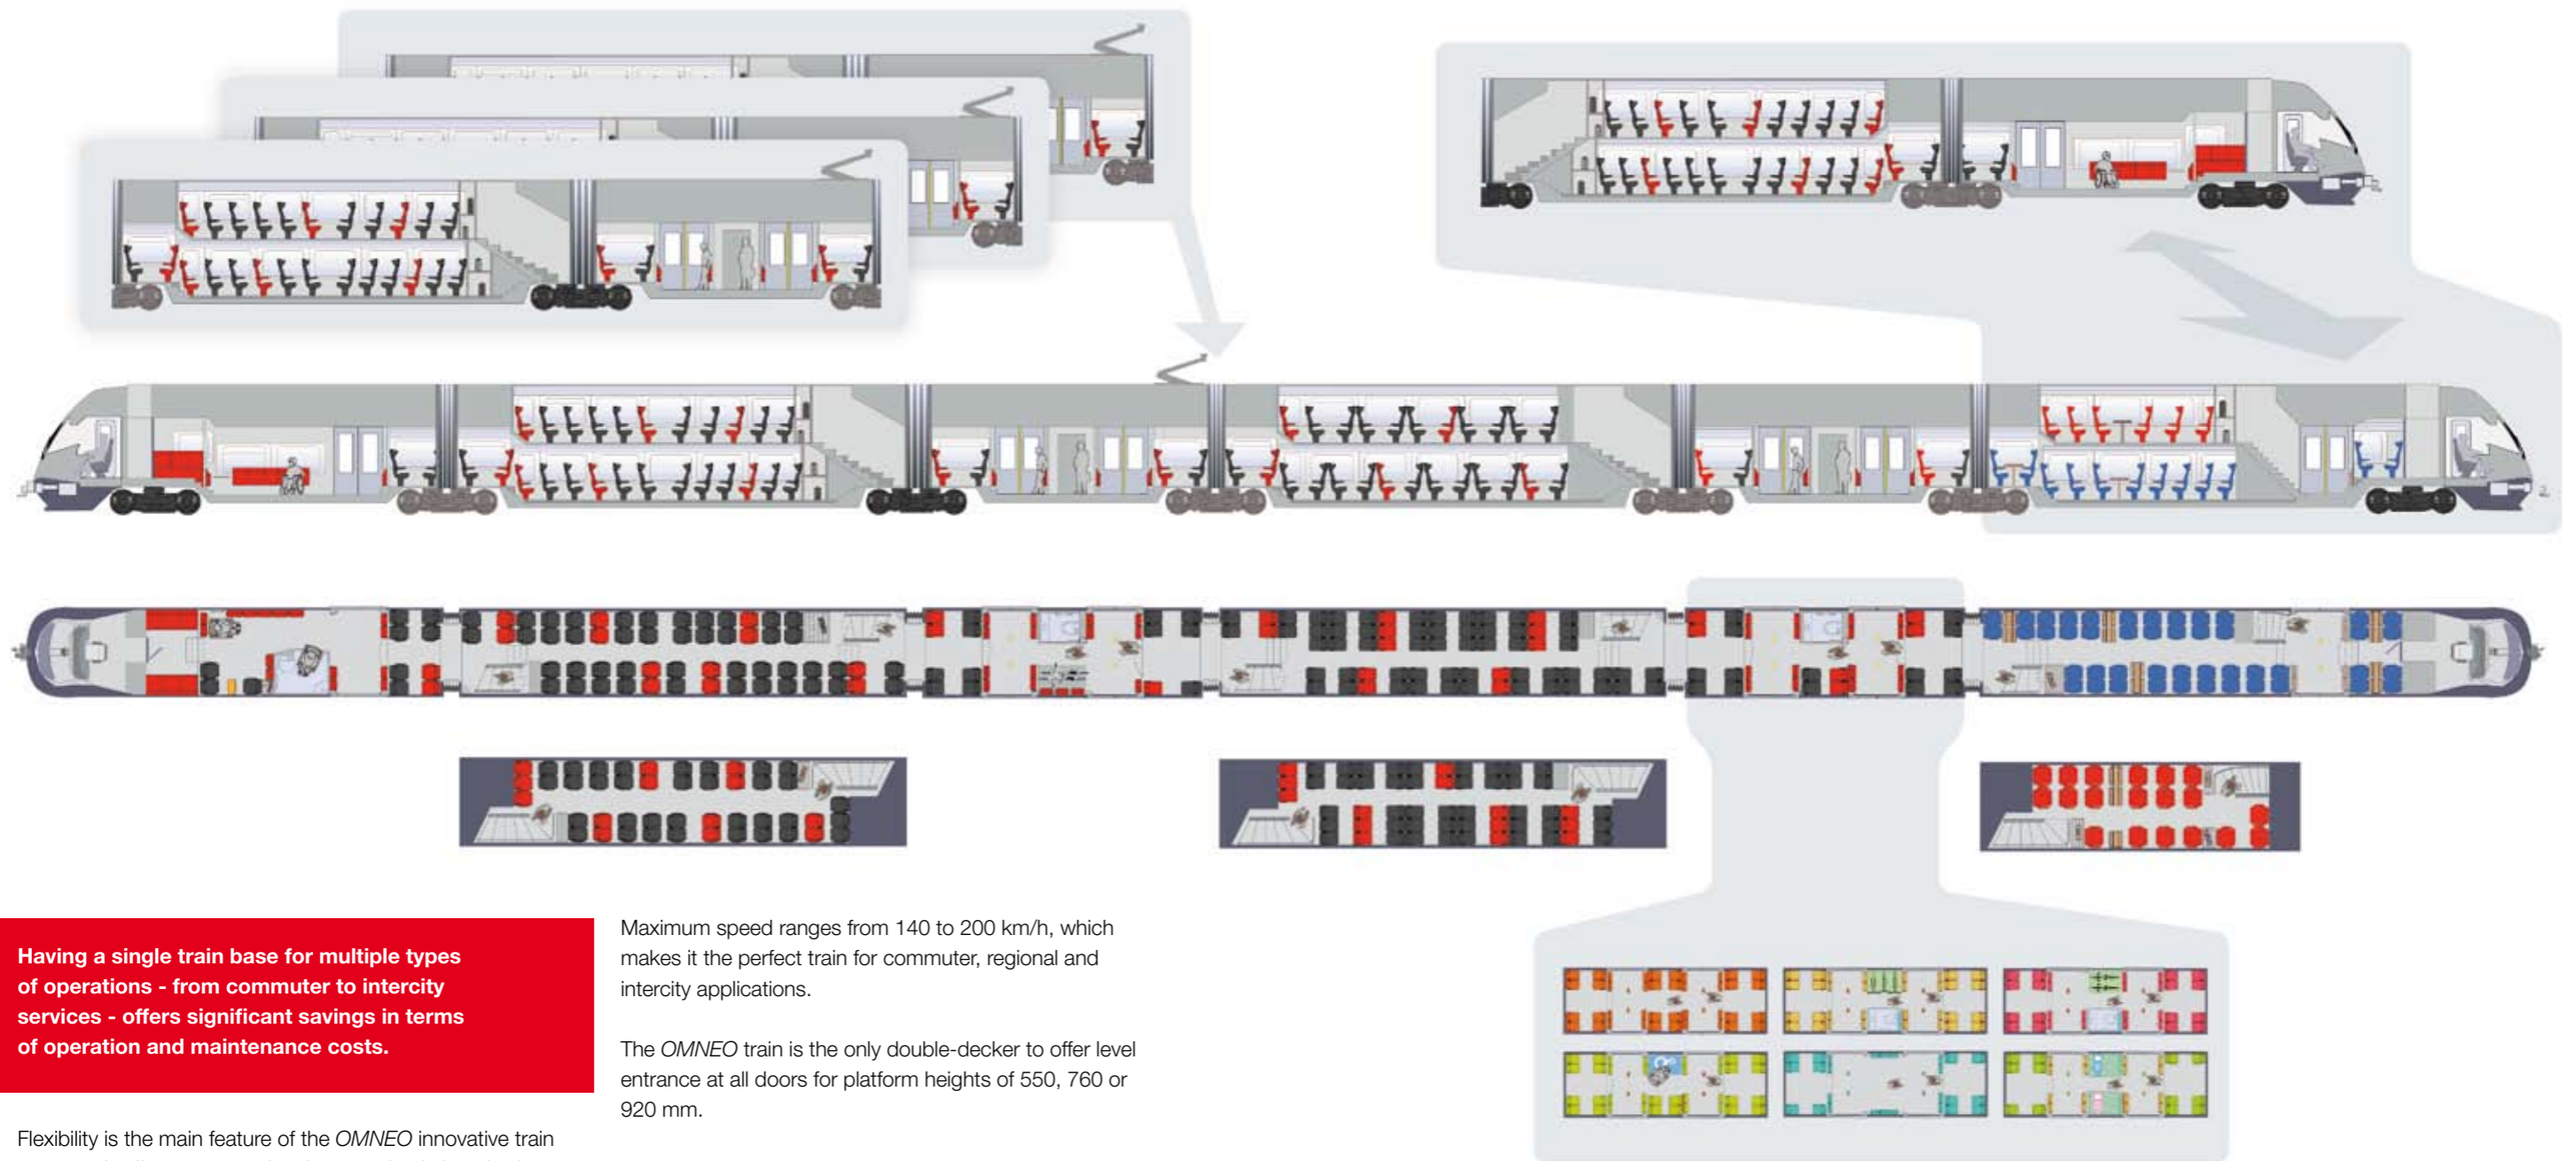 Having a single train base for multiple types
of operations - from commuter to intercity
services - offers significant savings in terms
of operation and maintenance costs.
Flexibility is the main feature of the OMNEO innovative train
Maximum speed ranges from 140 to 200 km/h, which
makes it the perfect train for commuter, regional and
intercity applications.
The OMNEO train is the only double-decker to offer level
entrance at all doors for platform heights of 550, 760 or
920 mm.